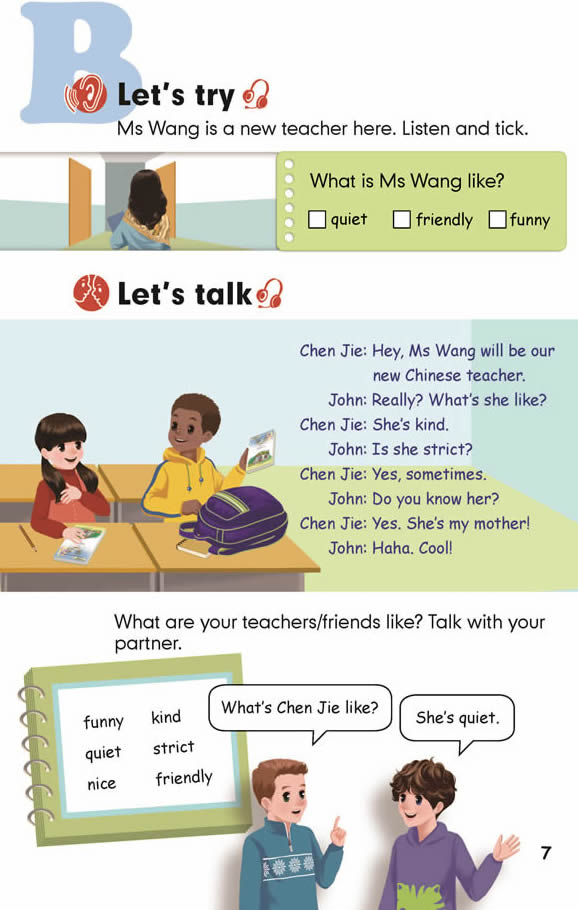 B
Let's try
Ms Wang is a new teacher here. Listen and tick.
What is Ms Wang like?
quiet friendly funny
Let's talk
Chen Jie: Hey, Ms Wang will be our
new Chinese teacher.
John: Really? What's she like?
Chen Jie: She's kind.
John: Is she strict?
Chen Jie: Yes, sometimes.
John: Do you know her?
Chen Jie: Yes. She's my mother!
John: Haha. Cool!
What are your teachers/friends like? Talk with your
partner.
funny kind
quiet strict
nice friendly
What's Chen Jie like?
She's quiet.
7